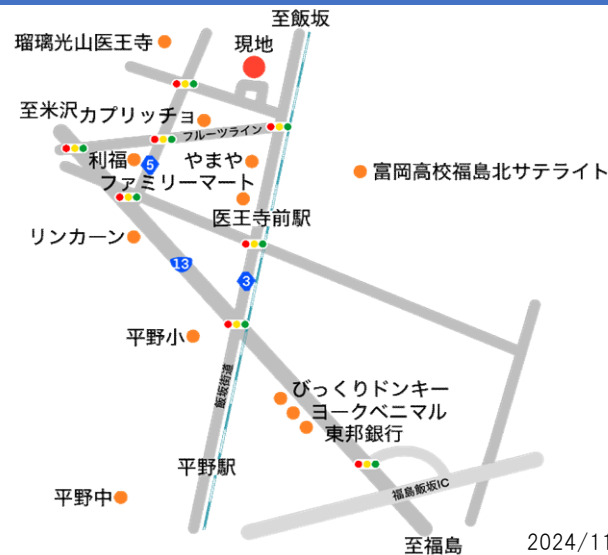 至飯坂
瑠璃光山医王寺
現地
至米沢
カプリッチョ
フルーツライン
利福
5
やまや
富岡高校福島北サテライト
ファミリーマート
医王寺前駅
リンカーン
13
3
平野小
飯坂街道
びっくりドンキー
ヨークベニマル
東邦銀行
平野駅
福島飯坂IC
平野中
至福島
2024/11